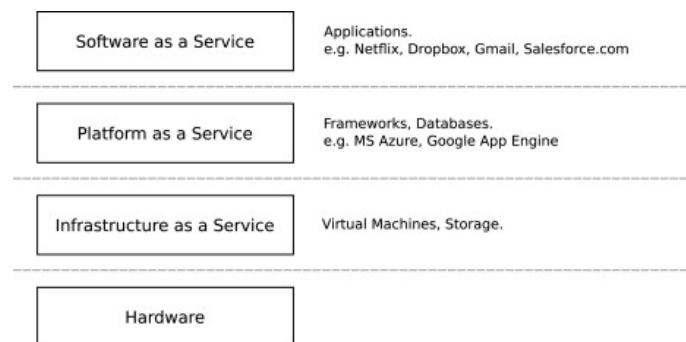 Software as a Service
Applications.
e.g. Netflix, Dropbox, Gmail, Salesforce.com
Platform as a Service
Frameworks, Databases.
e.g. MS Azure, Google App Engine
Infrastructure as a Service
Virtual Machines, Storage.
Hardware